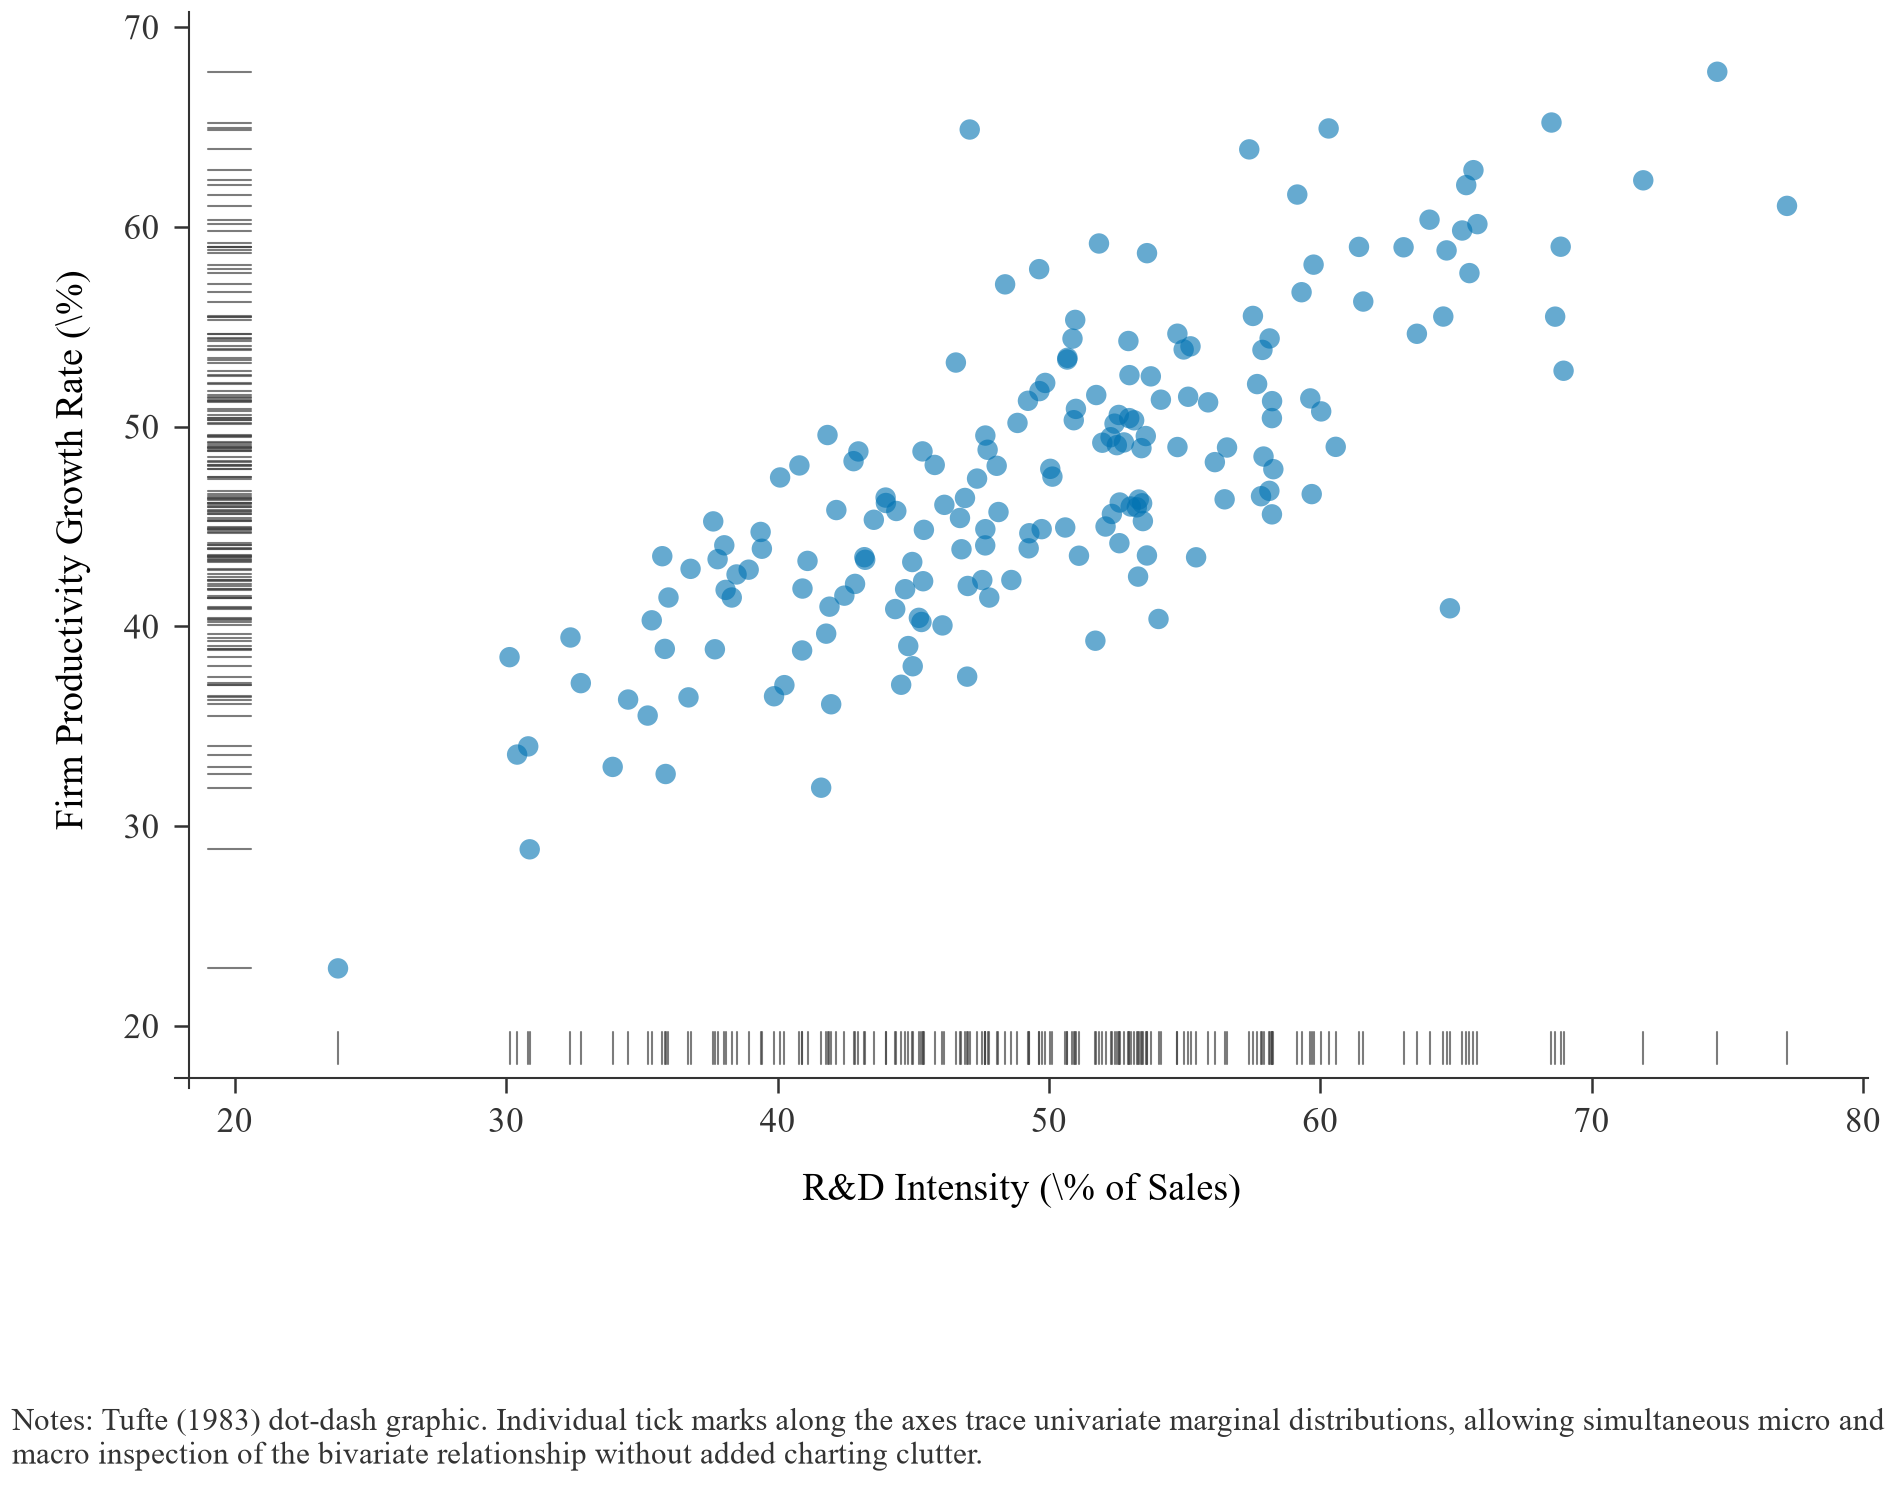 70
60
50
40
30
20
Firm Productivity Growth Rate (\%)
20 30 40 50 60 70 80
R&D Intensity (\% of Sales)
Notes: Tufte (1983) dot-dash graphic. Individual tick marks along the axes trace univariate marginal distributions, allowing simultaneous micro and
macro inspection of the bivariate relationship without added charting clutter.